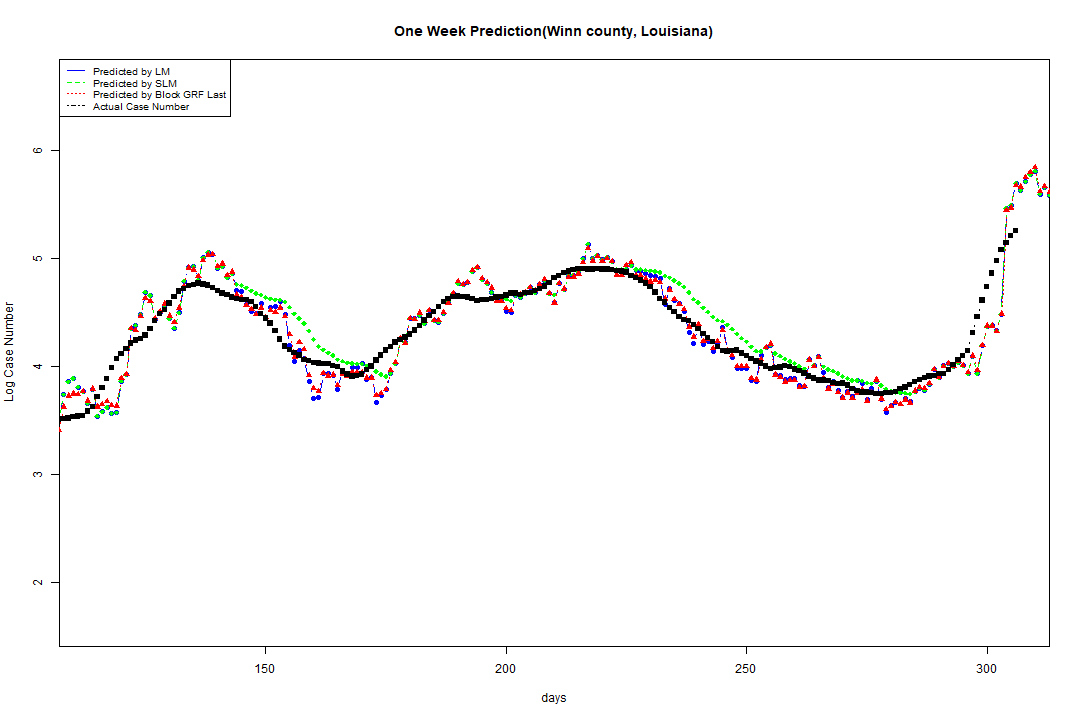 One Week Prediction(Winn county, Louisiana)
Predicted by LM
Predicted by SLM
Predicted by Block GRF Last
Actual Case Number
6
5
4
3
2
Log Case Number
150
200
250
300
days